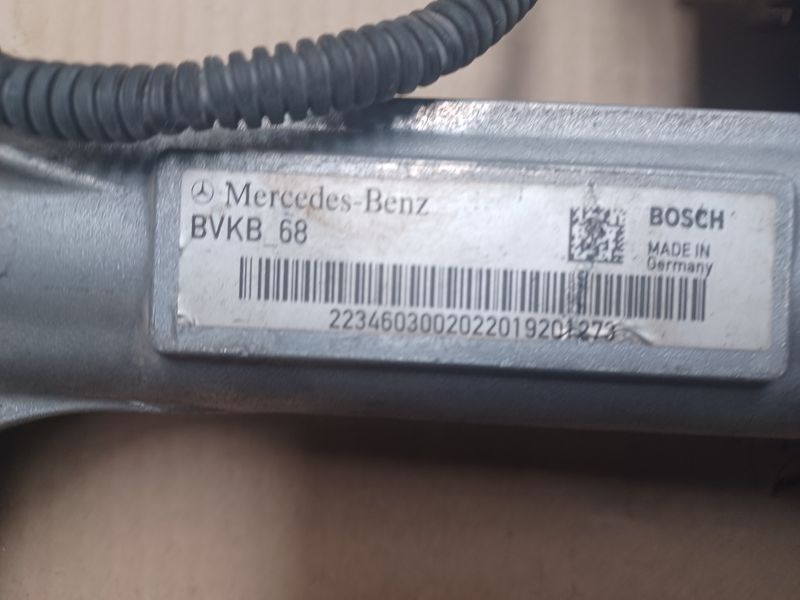 Mercedes-Benz
BVKB_68
BOSCH
MADE IN
Germany
2234603002022019201273